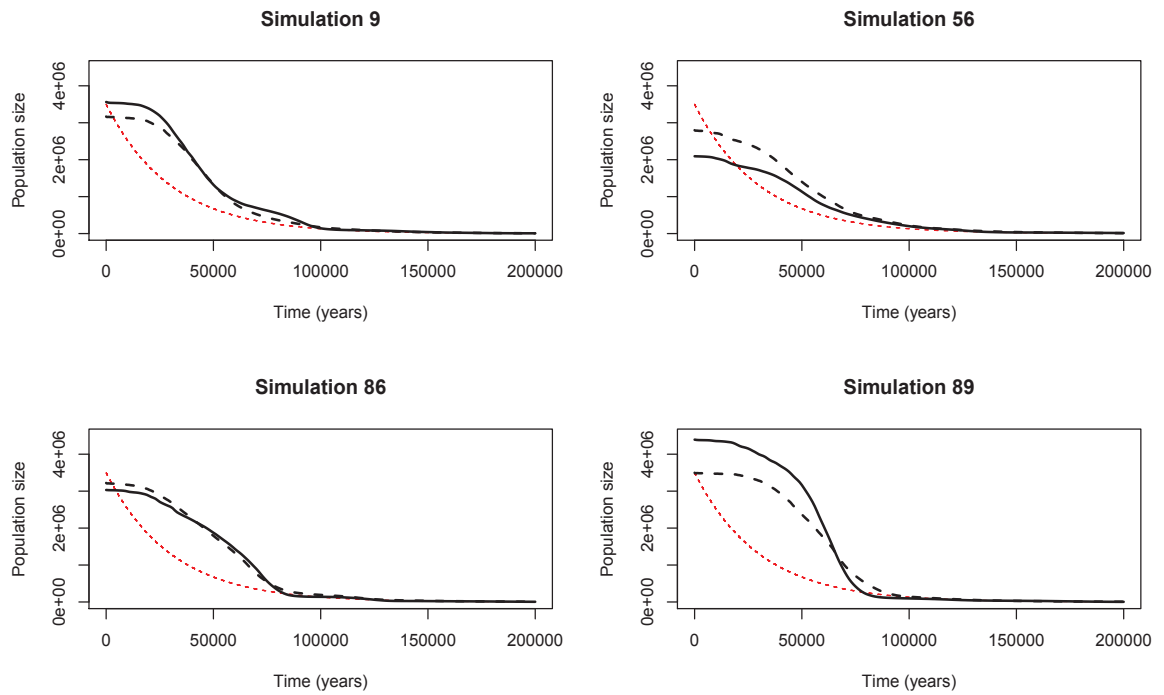 Simulation 9
Population size
4e+06
2e+06
0e+00
0 50000 100000 150000 200000
Time (years)
Simulation 56
Population size
4e+06
2e+06
0e+00
0 50000 100000 150000 200000
Time (years)
Simulation 86
Population size
4e+06
2e+06
0e+00
0 50000 100000 150000 200000
Time (years)
Simulation 89
Population size
4e+06
2e+06
0e+00
0 50000 100000 150000 200000
Time (years)